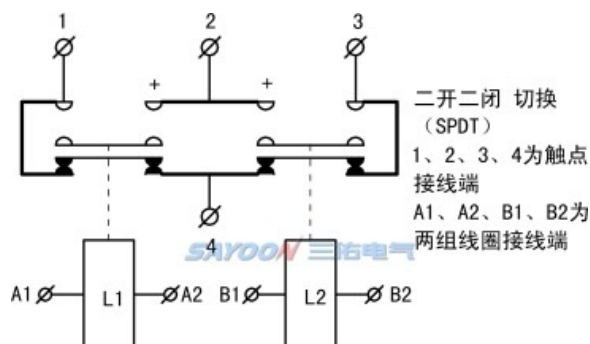 1 2 3
+ +
二开二闭 切换
（SPDT）
1、2、3、4为触点
接线端
A1、A2、B1、B2为
两组线圈接线端
4
SAYOON 三佑电气
A1 L1 A2 B1 L2 B2